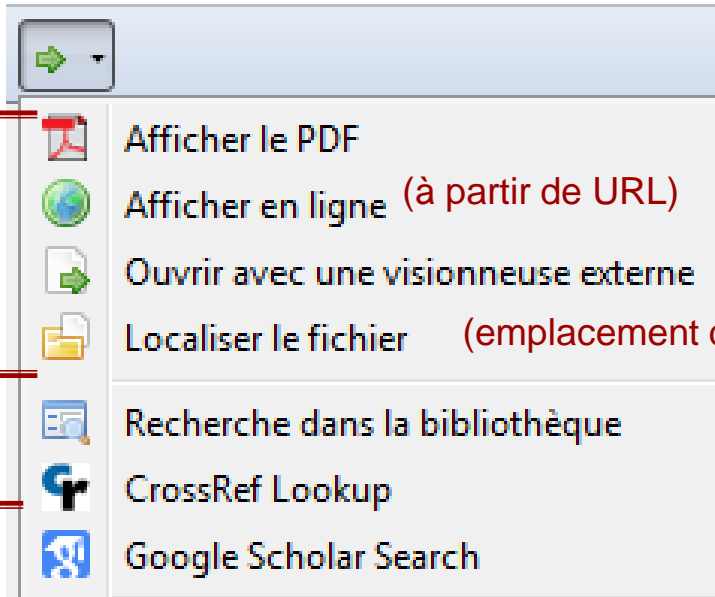 Afficher le PDF
Afficher en ligne (à partir de URL)
Ouvrir avec une visionneuse externe
Localiser le fichier (emplacement
Recherche dans la bibliothèque
CrossRef Lookup
Google Scholar Search